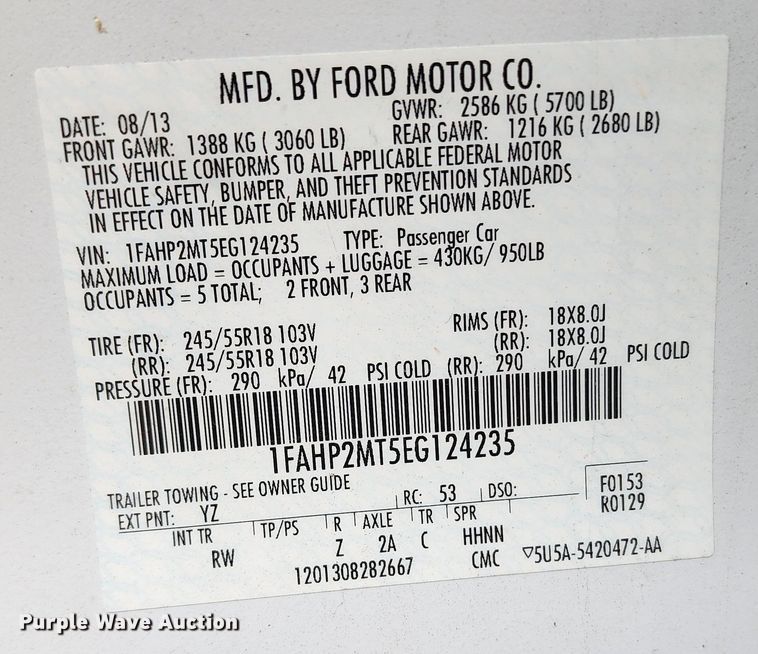 MFD. BY FORD MOTOR CO.
DATE: 08/13 GVWR: 2586 KG ( 5700 LB)
FRONT GAWR: 1388 KG ( 3060 LB) REAR GAWR: 1216 KG ( 2680 LB)
THIS VEHICLE CONFORMS TO ALL APPLICABLE FEDERAL MOTOR
VEHICLE SAFETY, BUMPER, AND THEFT PREVENTION STANDARDS
IN EFFECT ON THE DATE OF MANUFACTURE SHOWN ABOVE.
VIN: 1FAHP2MT5EG124235 TYPE: Passenger Car
MAXIMUM LOAD = OCCUPANTS + LUGGAGE = 430KG/ 950LB
OCCUPANTS = 5 TOTAL; 2 FRONT, 3 REAR
TIRE (FR): 245/55R18 103V RIMS (FR): 18X8.0J
(RR): 245/55R18 103V (RR): 18X8.0J
PRESSURE (FR): 290 kPa/ 42 PSI COLD (RR): 290 kPa/ 42 PSI COLD
1FAHP2MT5EG124235
TRAILER TOWING - SEE OWNER GUIDE
EXT PNT: YZ RC: 53 DSO: F0153
R0129
INT TR TP/PS R AXLE TR SPR
RW Z 2A C HHNN
1201308282667 CMC ▽5U5A-5420472-AA
Purple Wave Auction